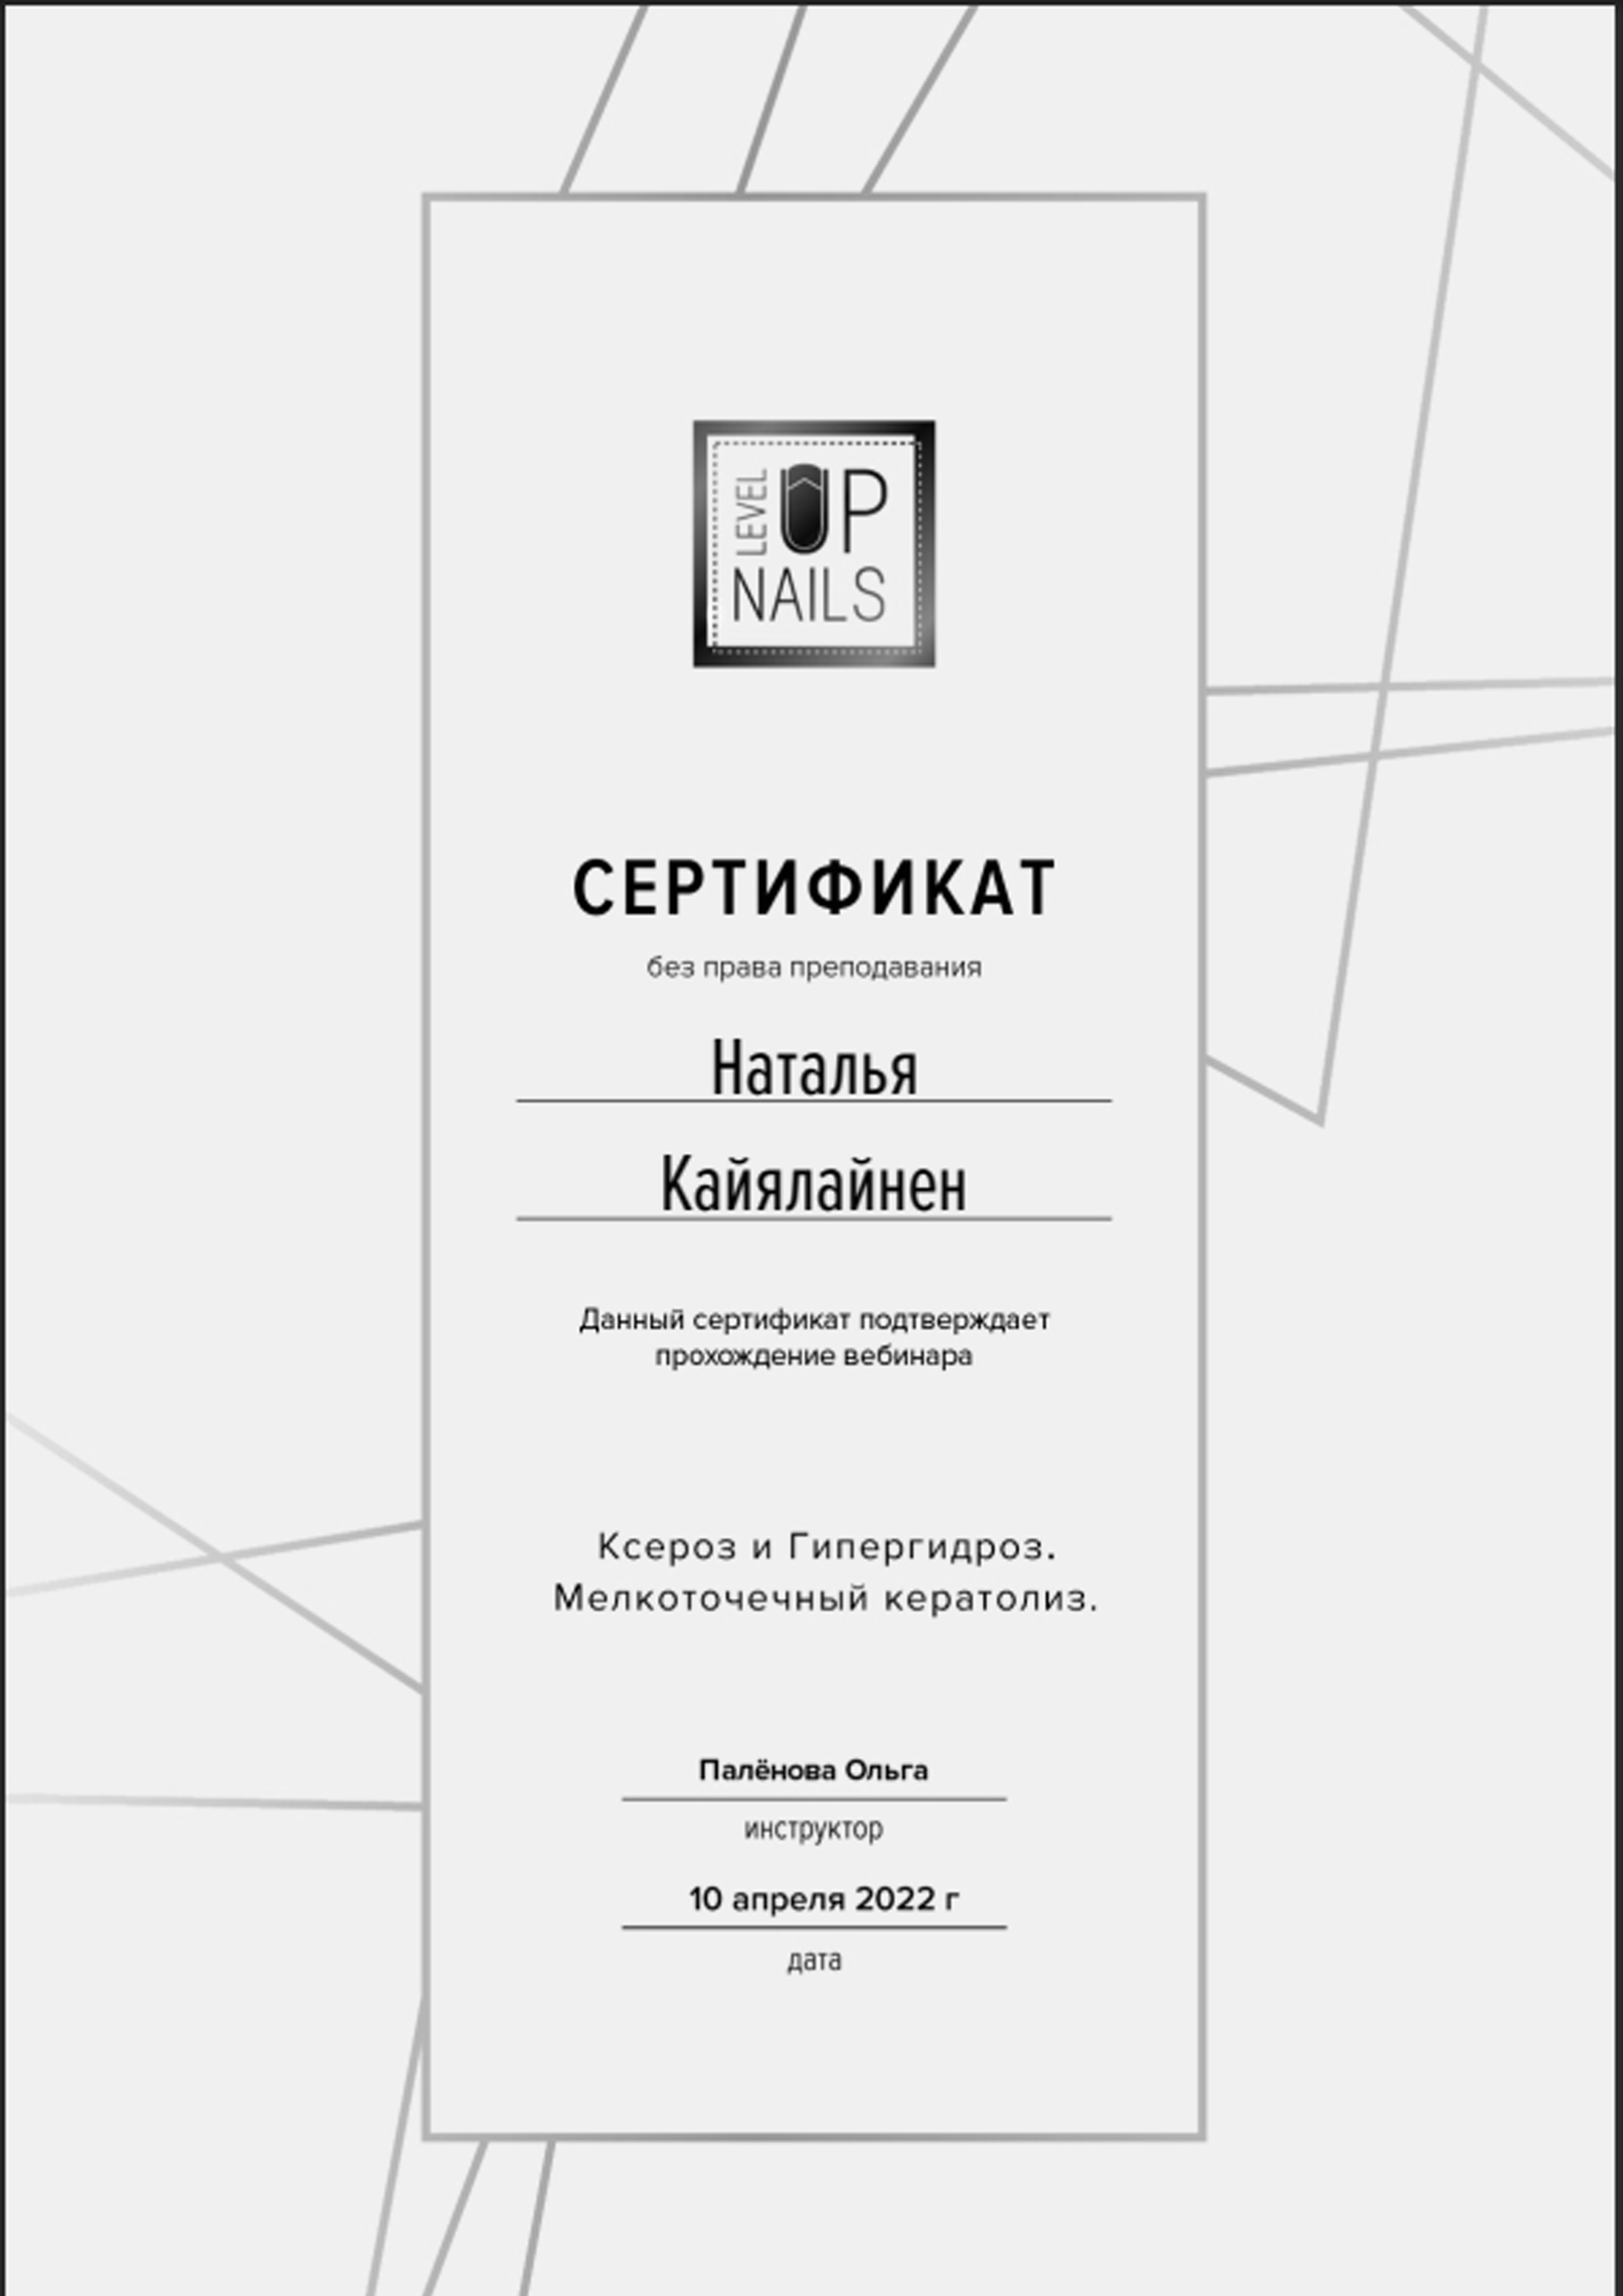 LEVEL UP
NAILS
СЕРТИФИКАТ
без права преподавания
Наталья
Кайялайнен
Данный сертификат подтверждает
прохождение вебинара
Ксероз и Гипергидроз.
Мелкоточечный кератолиз.
Палёнова Ольга
инструктор
10 апреля 2022 г
дата